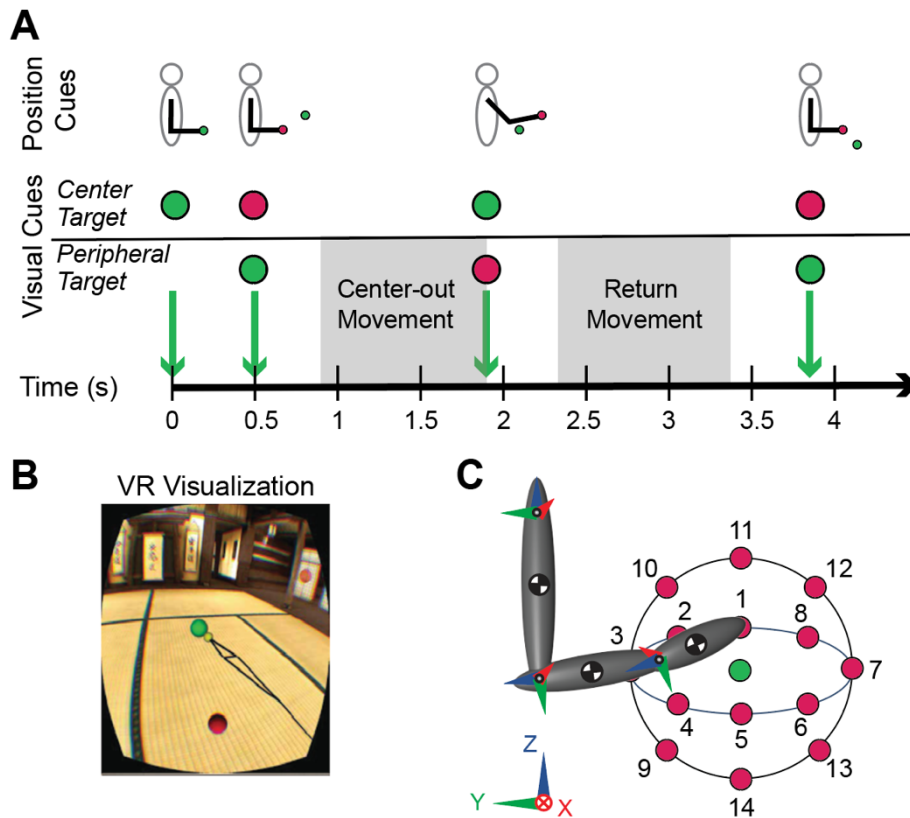 A
Position
Cues
Visual Cues
Center
Target
Peripheral
Target
Center-out
Movement
Return
Movement
Time (s)
0
0.5
1
1.5
2
2.5
3
3.5
4
B
VR Visualization
C
11
10
12
2
1
8
3
7
4
5
6
9
13
14
Z
Y
X